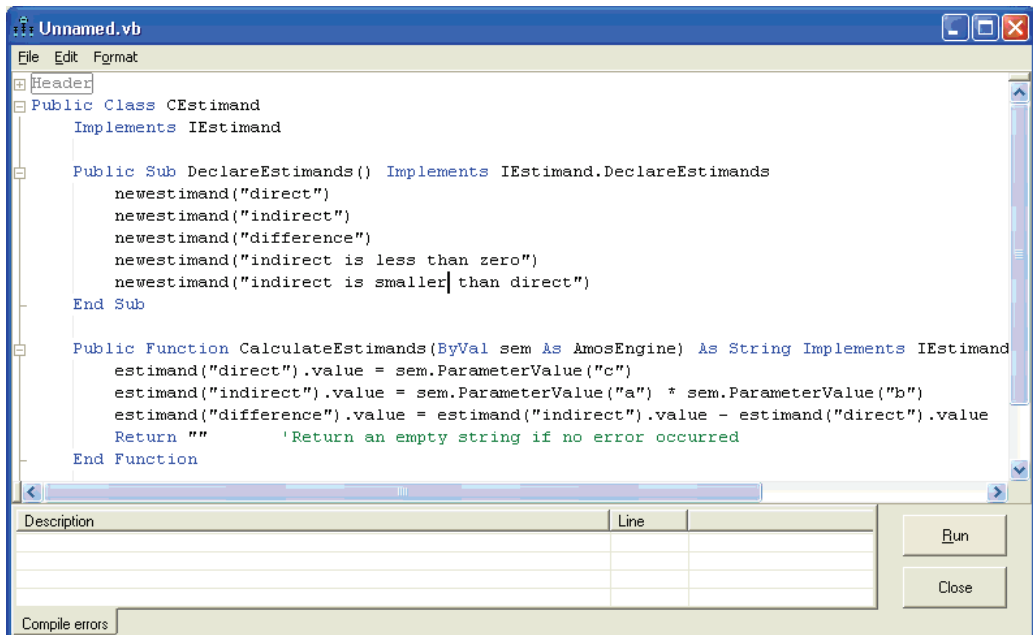 Unnamed.vb
File Edit Format
Header
Public Class CEstimand
Implements IEstimand
Public Sub DeclareEstimands() Implements IEstimand.DeclareEstimands
newestimand("direct")
newestimand("indirect")
newestimand("difference")
newestimand("indirect is less than zero")
newestimand("indirect is smaller than direct")
End Sub
Public Function CalculateEstimands(ByVal sem As AmosEngine) As String Implements IEstimand
estimand("direct").value = sem.ParameterValue("c")
estimand("indirect").value = sem.ParameterValue("a") * sem.ParameterValue("b")
estimand("difference").value = estimand("indirect").value - estimand("direct").value
Return "" 'Return an empty string if no error occurred
End Function
Description Line
Run
Close
Compile errors